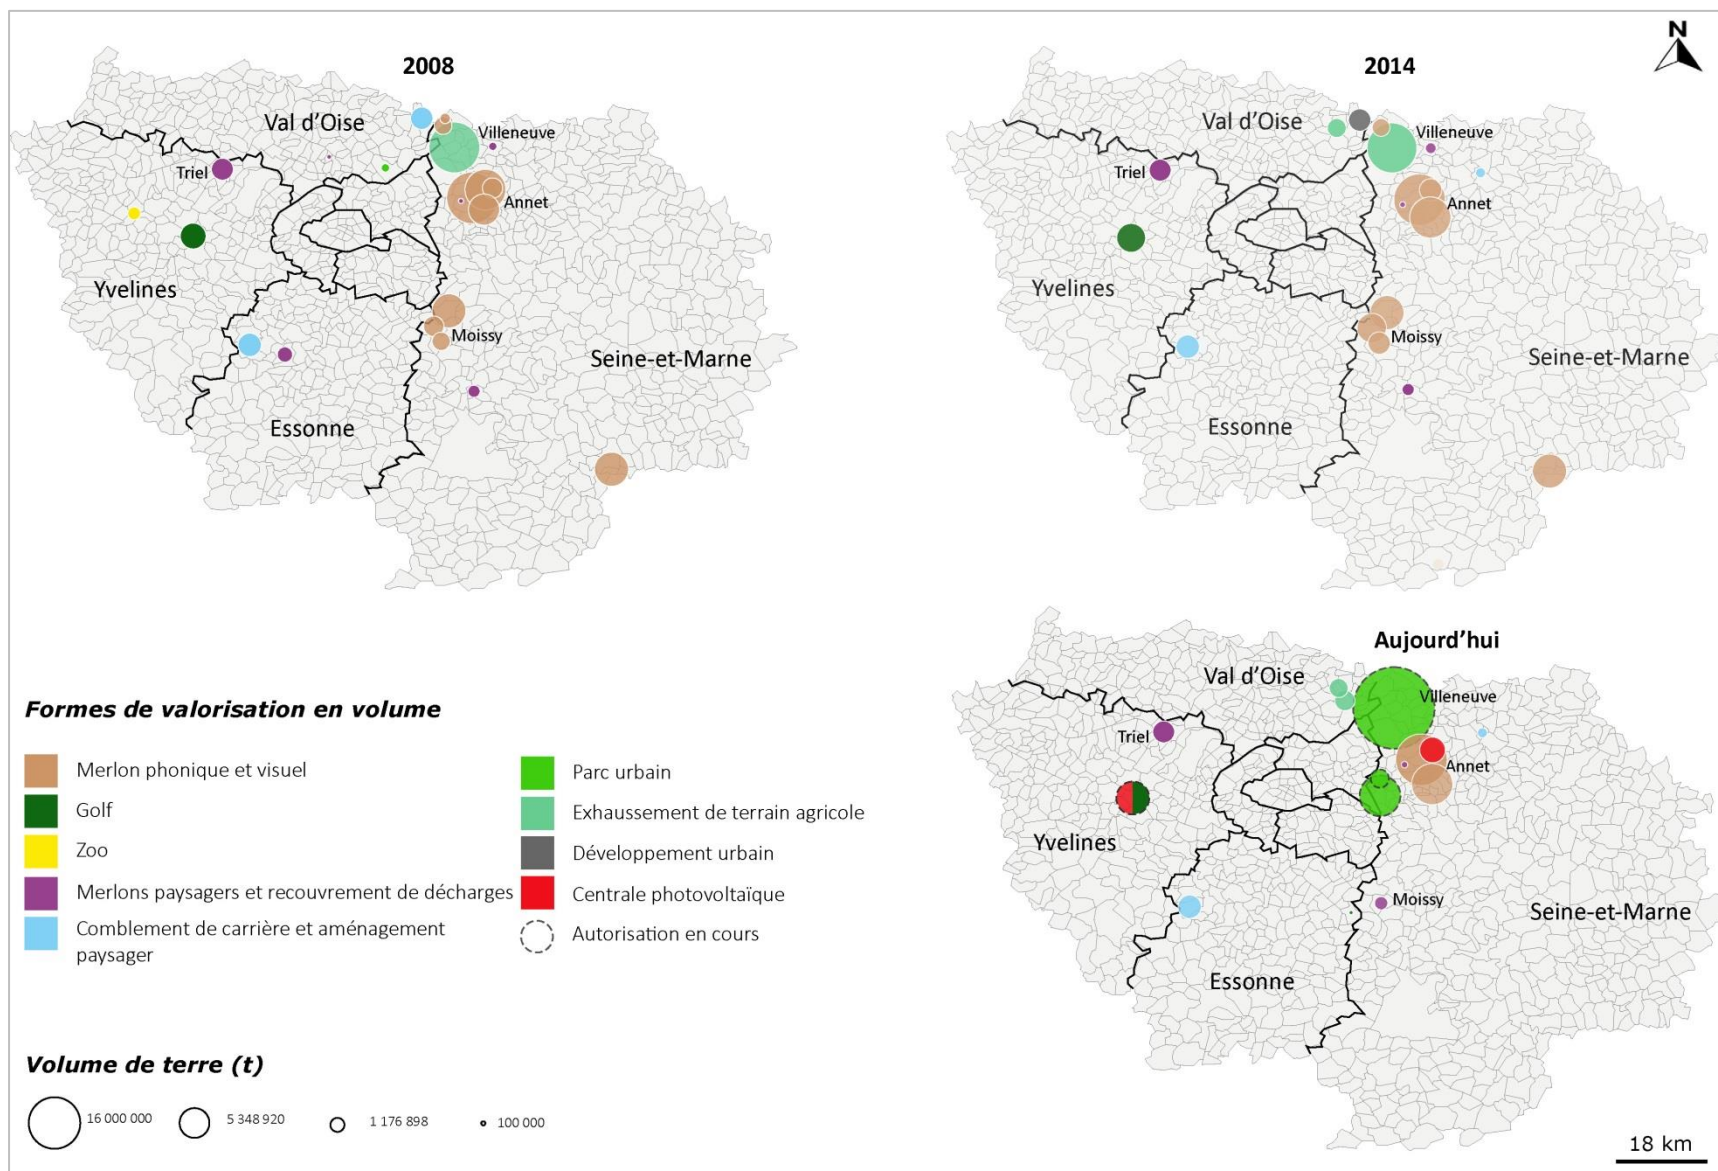 2008
Val d'Oise
Villeneuve
Triel
Annet
Yvelines
Moissy
Seine-et-Marne
Essonne
N
2014
Val d'Oise
Villeneuve
Triel
Annet
Yvelines
Moissy
Seine-et-Marne
Essonne
Aujourd'hui
Val d'Oise
Villeneuve
Triel
Annet
Yvelines
Moissy
Seine-et-Marne
Essonne
Formes de valorisation en volume
Merlon phonique et visuel
Golf
Zoo
Merlons paysagers et recouvrement de décharges
Comblement de carrière et aménagement
paysager
Parc urbain
Exhaussement de terrain agricole
Développement urbain
Centrale photovoltaïque
Autorisation en cours
Volume de terre (t)
16 000 000
5 348 920
1 176 898
100 000
18 km